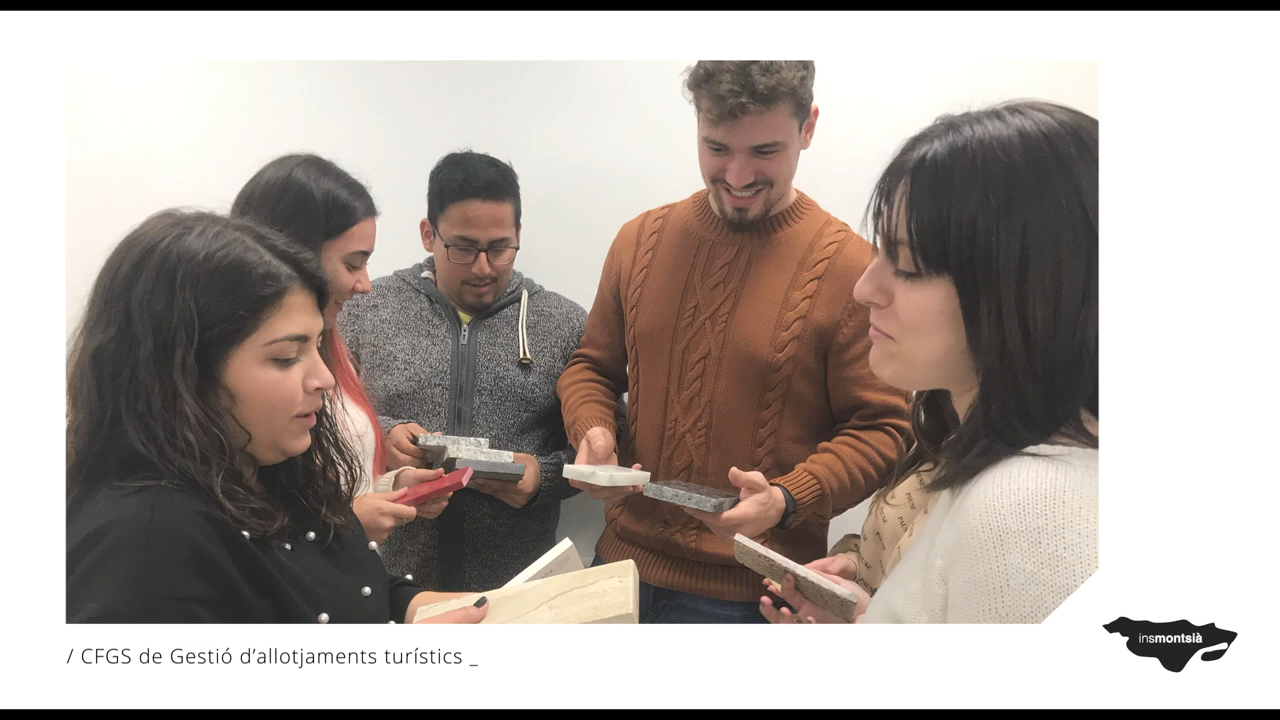 / CFGS de Gestió d’allotjaments turístics _
insmontsià